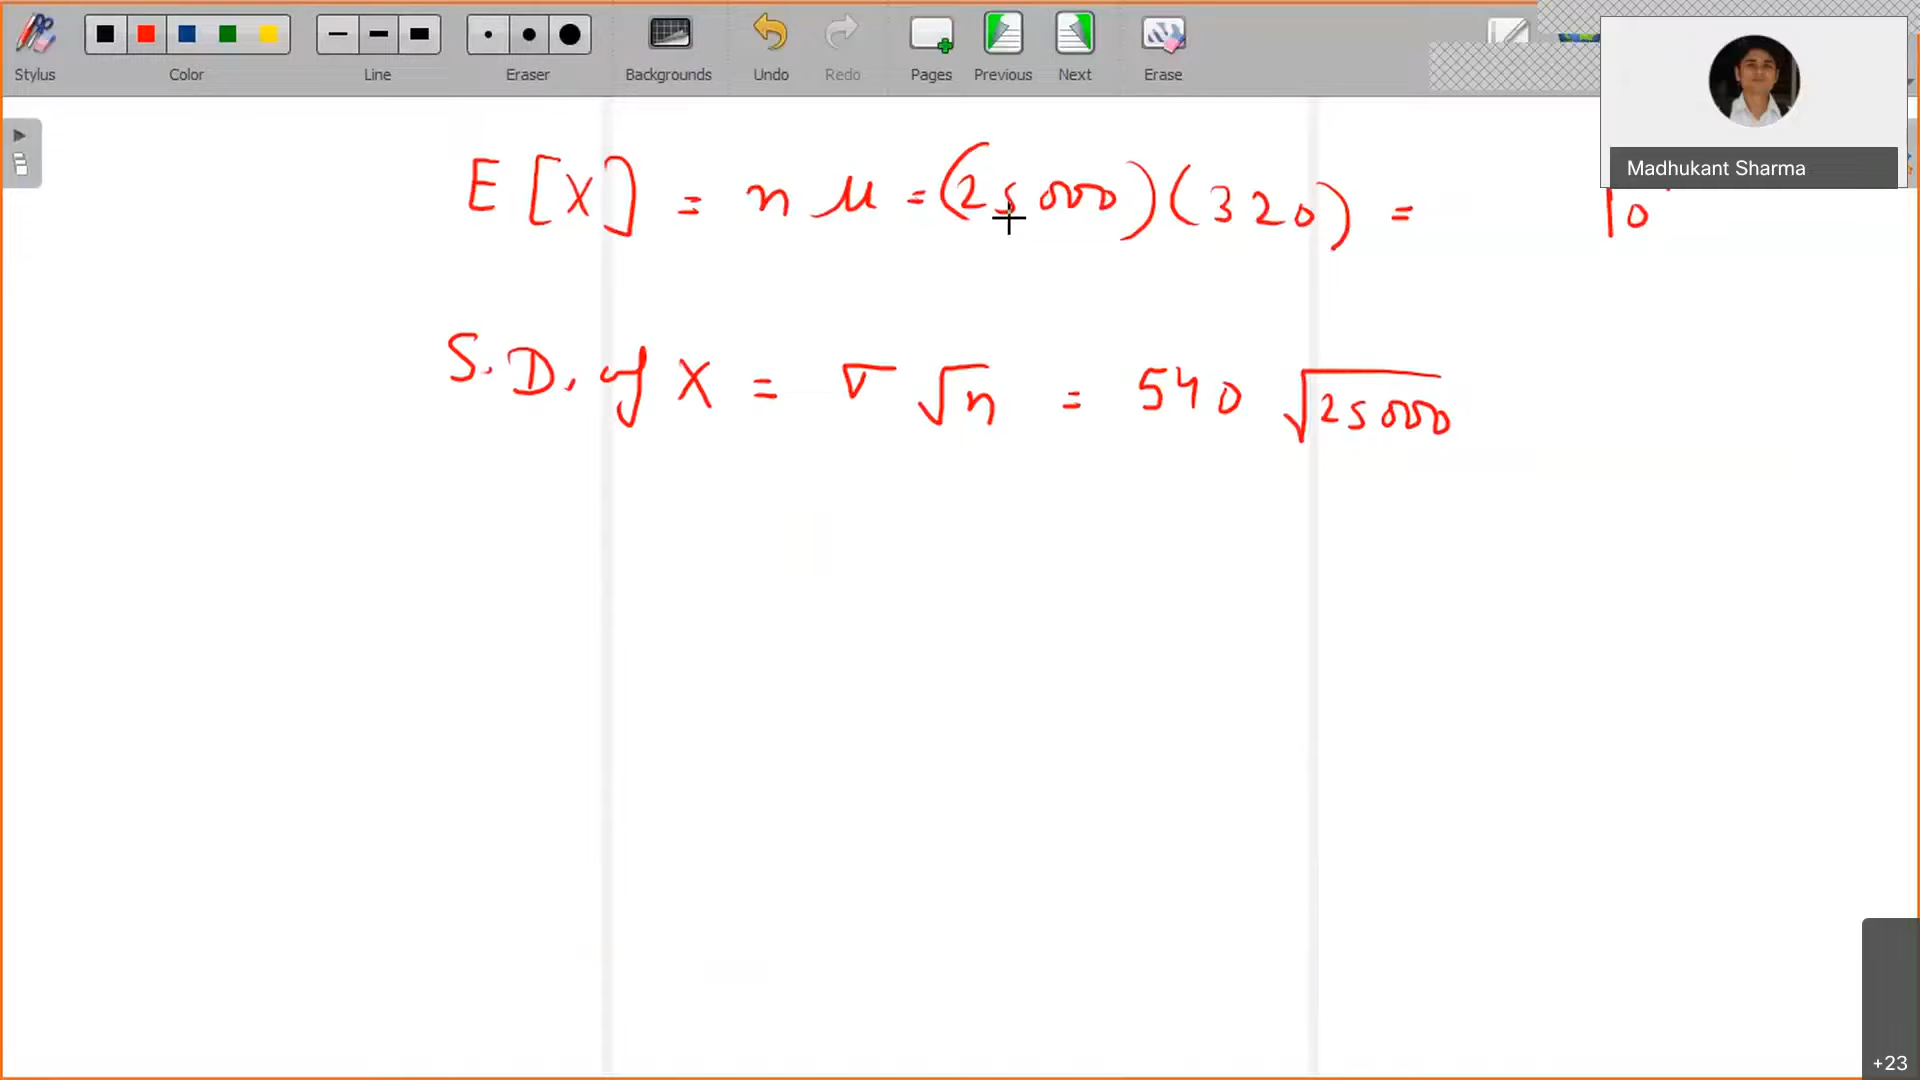 Stylus Color Line Eraser Backgrounds Undo Redo Pages Previous Next Erase
Madhukant Sharma
E[X] = n μ = (25000)(320) = 10
S.D. of X = σ √n = 540 √25000
+23